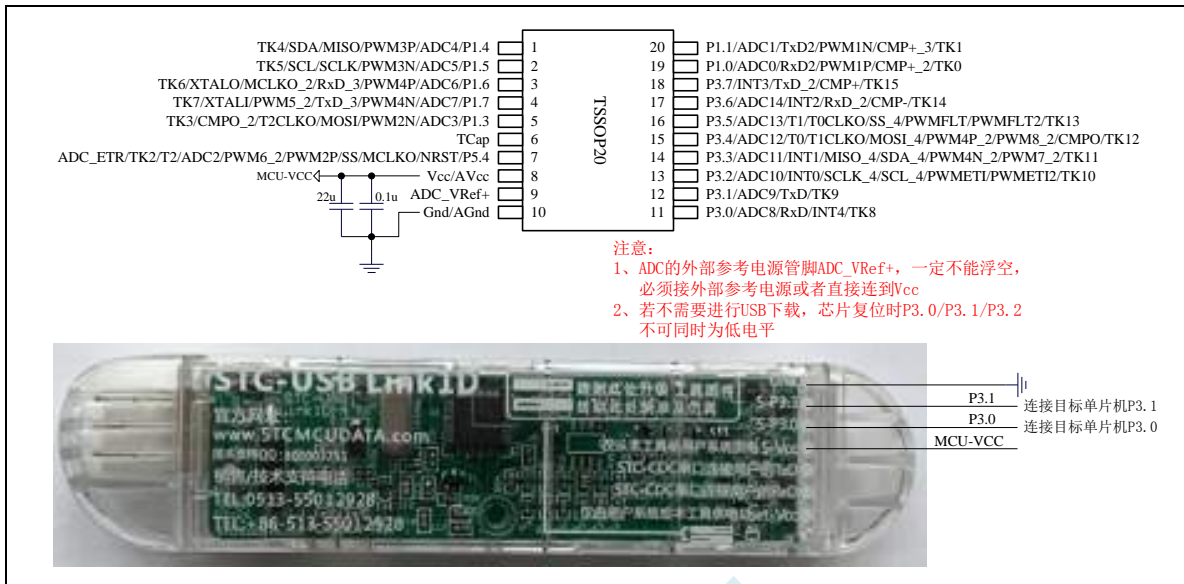 TK4/SDA/MISO/PWM3P/ADC4/P1.4 1
TK5/SCL/SCLK/PWM3N/ADC5/P1.5 2
TK6/XTALO/MCLKO_2/RxD_3/PWM4P/ADC6/P1.6 3
TK7/XTALI/PWM5_2/TxD_3/PWM4N/ADC7/P1.7 4
TK3/CMPO_2/T2CLKO/MOSI/PWM2N/ADC3/P1.3 5
TCap 6
ADC_ETR/TK2/T2/ADC2/PWM6_2/PWM2P/SS/MCLKO/NRST/P5.4 7
MCU-VCC Vcc/AVcc 8
22u 0.1u ADC_VRef+ 9
Gnd/AGnd 10
TSSOP20
20 P1.1/ADC1/TxD2/PWM1N/CMP+_3/TK1
19 P1.0/ADC0/RxD2/PWM1P/CMP+_2/TK0
18 P3.7/INT3/TxD_2/CMP+/TK15
17 P3.6/ADC14/INT2/RxD_2/CMP-/TK14
16 P3.5/ADC13/T1/T0CLKO/SS_4/PWMFLT/PWMFLT2/TK13
15 P3.4/ADC12/T0/T1CLKO/MOSI_4/PWM4P_2/PWM8_2/CMPO/TK12
14 P3.3/ADC11/INT1/MISO_4/SDA_4/PWM4N_2/PWM7_2/TK11
13 P3.2/ADC10/INT0/SCLK_4/SCL_4/PWMETI/PWMETI2/TK10
12 P3.1/ADC9/TxD/TK9
11 P3.0/ADC8/RxD/INT4/TK8
注意:
1、ADC的外部参考电源管脚ADC_VRef+，一定不能浮空，
必须接外部参考电源或者直接连到Vcc
2、若不需要进行USB下载，芯片复位时P3.0/P3.1/P3.2
不可同时为低电平
STC-USB Link1D
官方网站
www.STCMCUDATA.com
TEL:0513-55012928
TEL:+86-513-55012928
S-P3.1
S-P3.0
S-Vcc
P3.1 连接目标单片机P3.1
P3.0 连接目标单片机P3.0
MCU-VCC